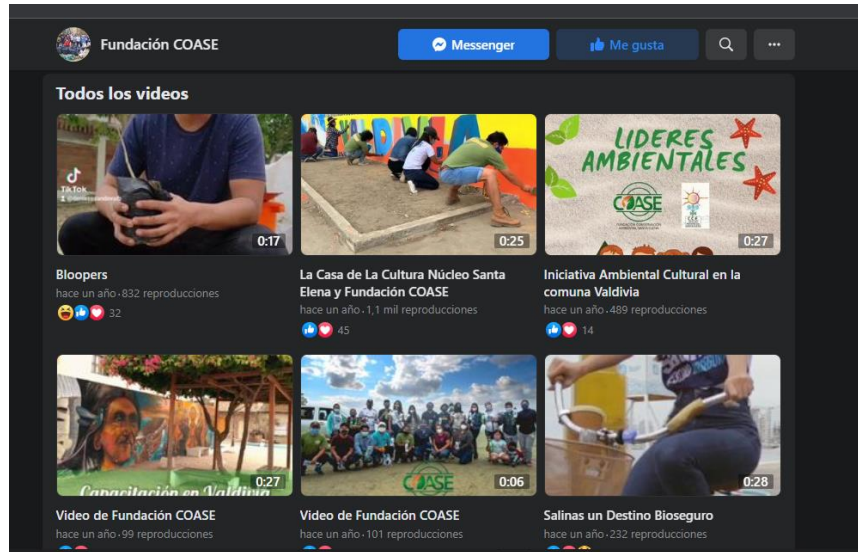 Fundación COASE
Messenger
Me gusta
Todos los videos
TikTok
0:17
VALDIVIA
0:25
LIDERES
AMBIENTALES
COASE
0:27
Bloopers
hace un año · 832 reproducciones
32
La Casa de La Cultura Núcleo Santa
Elena y Fundación COASE
hace un año · 1,1 mil reproducciones
45
Iniciativa Ambiental Cultural en la
comuna Valdivia
hace un año · 489 reproducciones
14
Capacitación en Valdivia
0:27
COASE
0:06
0:28
Video de Fundación COASE
hace un año · 99 reproducciones
Video de Fundación COASE
hace un año · 101 reproducciones
Salinas un Destino Bioseguro
hace un año · 232 reproducciones